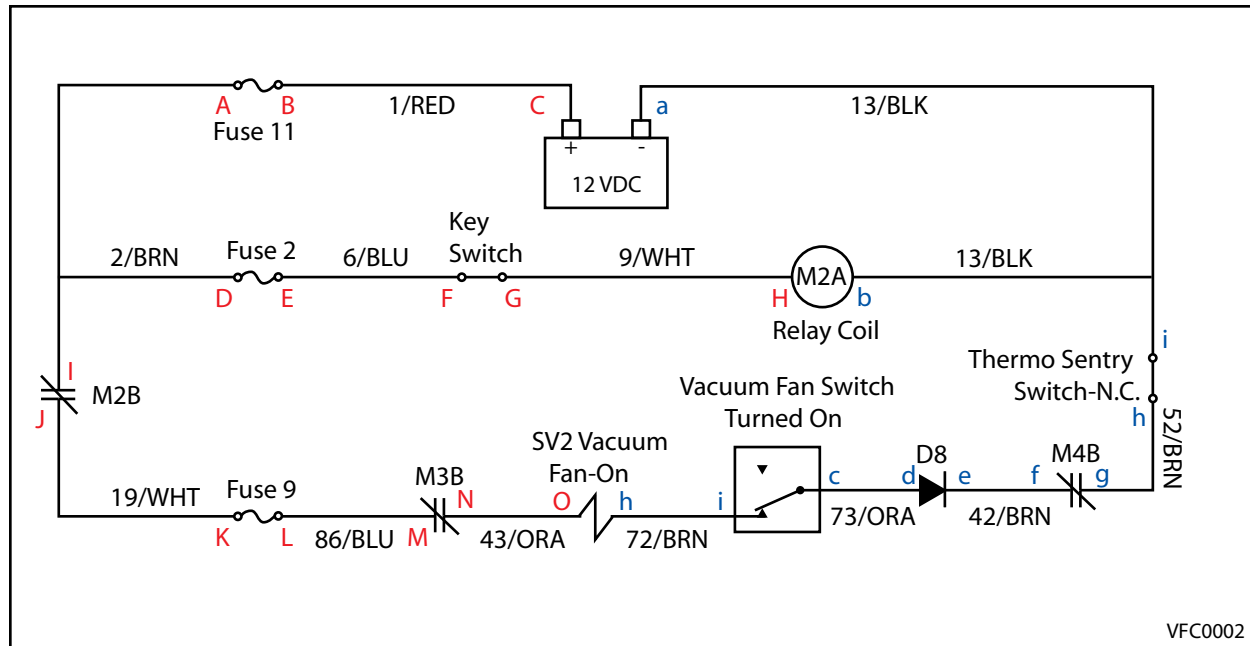 A B 1/RED C a 13/BLK
Fuse 11
+ -
12 VDC
Key
Switch
2/BRN Fuse 2 6/BLU 9/WHT M2A 13/BLK
D E F G H b
Relay Coil
i
Thermo Sentry
Switch-N.C.
h
I
M2B
J
Vacuum Fan Switch
Turned On
SV2 Vacuum
Fan-On
52/BRN
19/WHT Fuse 9 M3B N O h i c d D8 e f M4B g
K L 86/BLU M 43/ORA 72/BRN 73/ORA 42/BRN
VFC0002